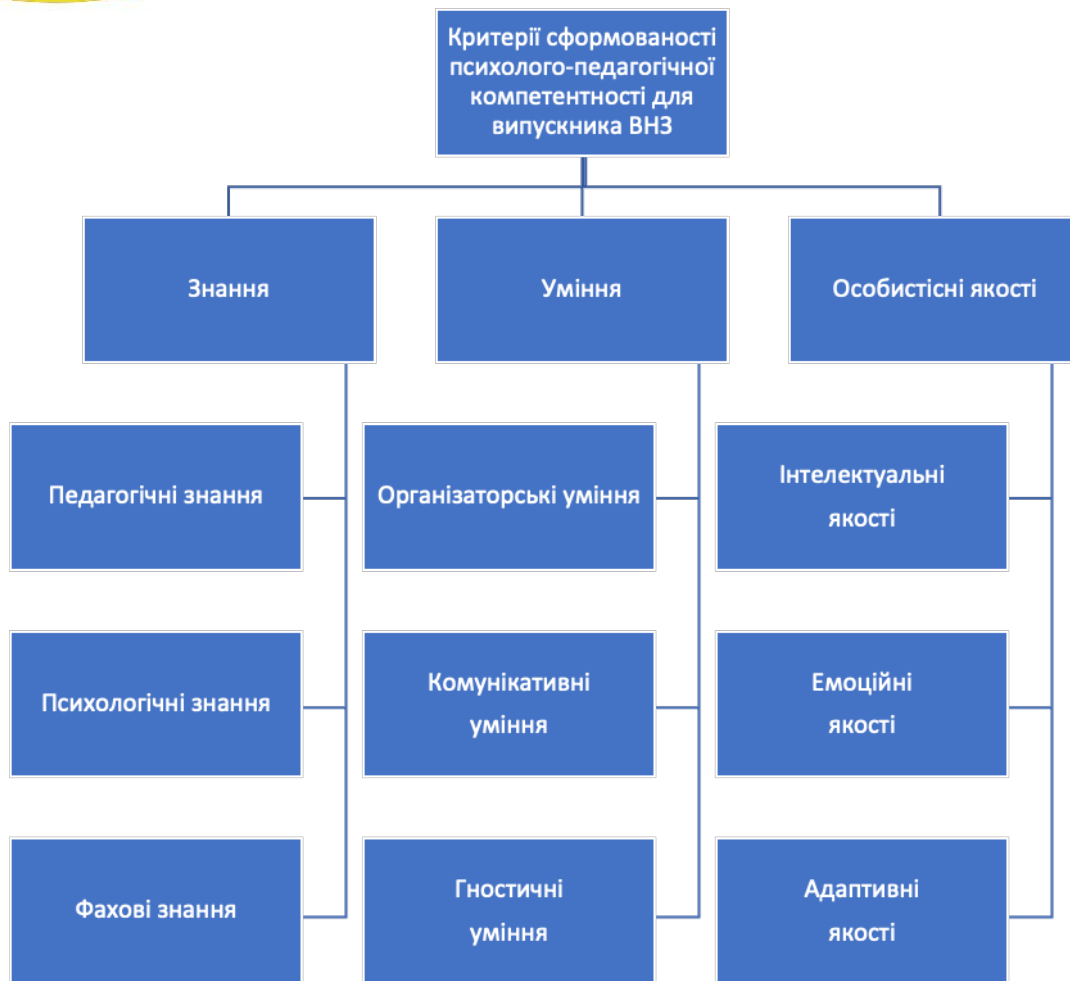 Критерії сформованості
психолого-педагогічної
компетентності для
випускника ВНЗ
Знання
Уміння
Особистісні якості
Педагогічні знання
Організаторські уміння
Інтелектуальні
якості
Психологічні знання
Комунікативні
уміння
Емоційні
якості
Фахові знання
Гностичні
уміння
Адаптивні
якості